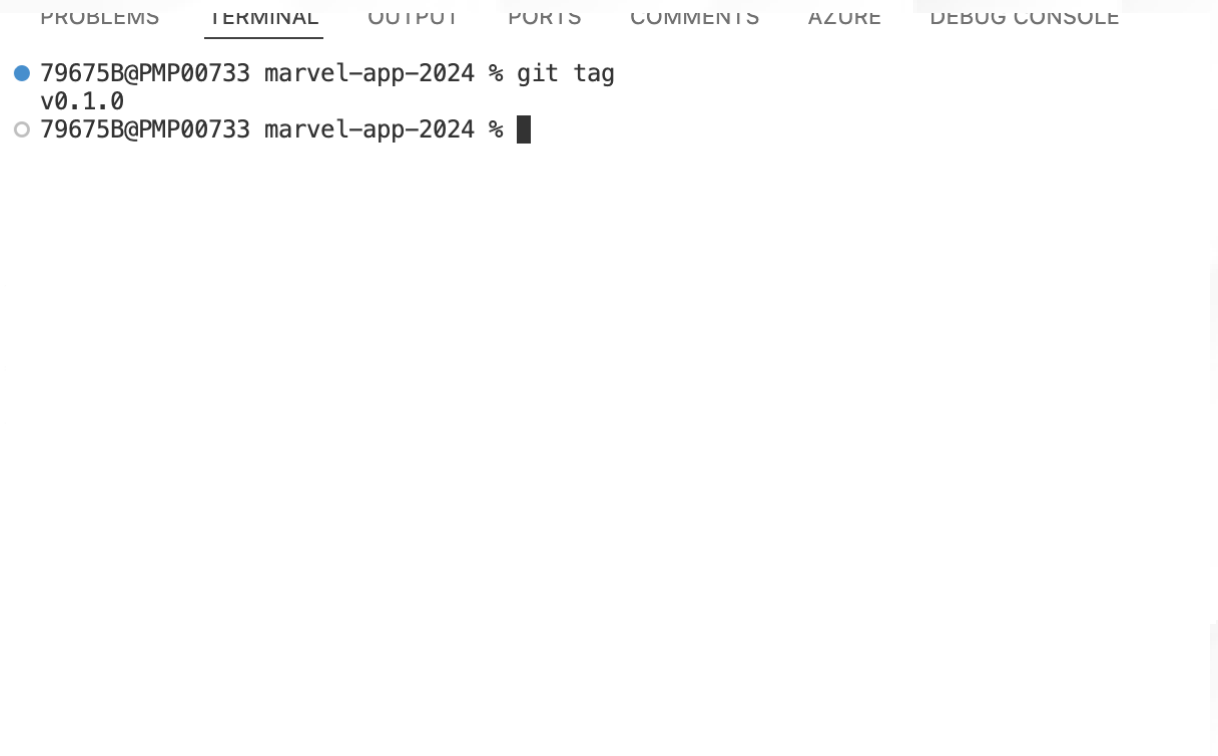 PROBLEMS TERMINAL OUTPUT PORTS COMMENTS AZURE DEBUG CONSOLE
79675B@PMP00733 marvel-app-2024 % git tag
v0.1.0
79675B@PMP00733 marvel-app-2024 %